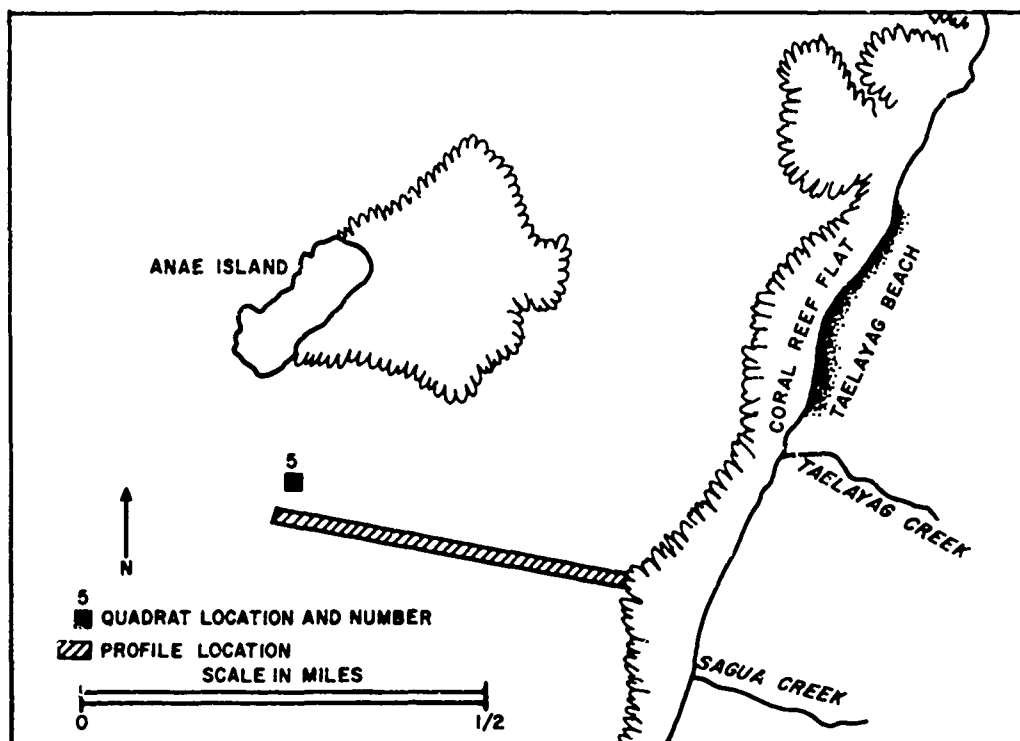 ANAE ISLAND
CORAL REEF FLAT
TAELAYAG BEACH
TAELAYAG CREEK
5
N
5
QUADRAT LOCATION AND NUMBER
PROFILE LOCATION
SCALE IN MILES
0 1/2
SAGUA CREEK